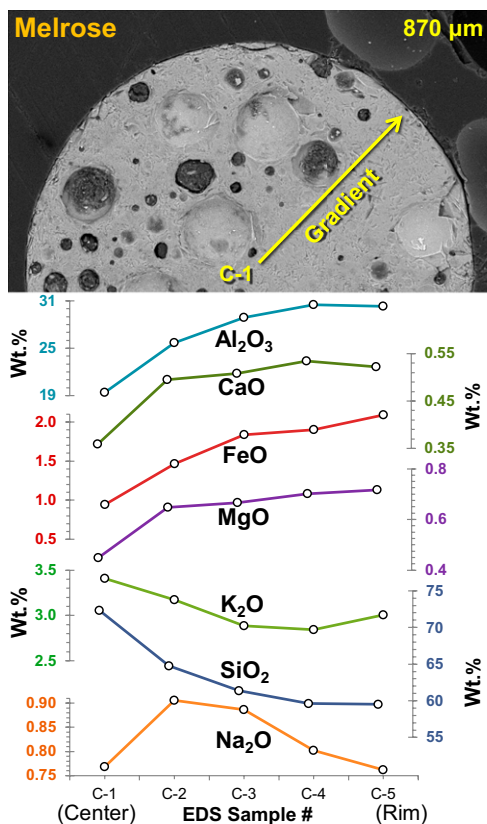 Melrose 870 µm
Gradient
C-1
31
25
19
Wt.%
Al₂O₃
0.55
0.45
0.35
Wt.%
CaO
2.0
1.5
1.0
0.5
FeO
0.8
0.6
0.4
MgO
3.5
3.0
2.5
Wt.%
K₂O
75
70
65
60
55
Wt.%
SiO₂
0.90
0.85
0.80
0.75
Na₂O
C-1 C-2 C-3 C-4 C-5
(Center) EDS Sample # (Rim)